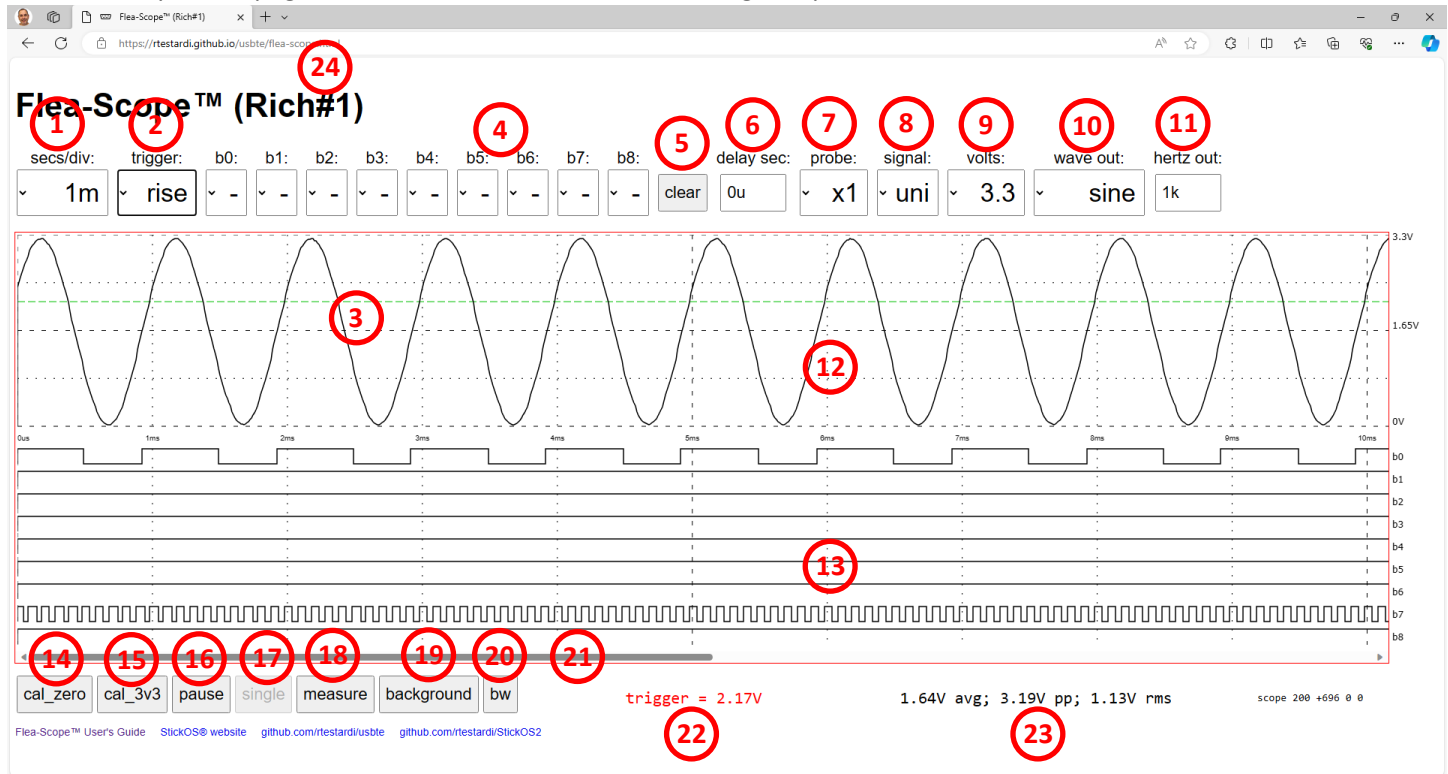 Flea-Scope™ (Rich#1)
https://rtestardi.github.io/usbte/flea-scope.html
24
Flea-Scope™ (Rich#1)
1 2 4 5 6 7 8 9 10 11
secs/div: trigger: b0: b1: b2: b3: b4: b5: b6: b7: b8: delay sec: probe: signal: volts: wave out: hertz out:
1m rise - - - - - - - - - clear 0u x1 uni 3.3 sine 1k
3.3V
3
1.65V
12
0V
0us 1ms 2ms 3ms 4ms 5ms 6ms 7ms 8ms 9ms 10ms
b0
b1
b2
b3
b4
13
b5
b6
b7
b8
14 15 16 17 18 19 20 21
cal_zero cal_3v3 pause single measure background bw trigger = 2.17V 1.64V avg; 3.19V pp; 1.13V rms scope 200 +696 0 0
Flea-Scope™ User's Guide StickOS® website github.com/rtestardi/usbte github.com/rtestardi/StickOS2 22 23